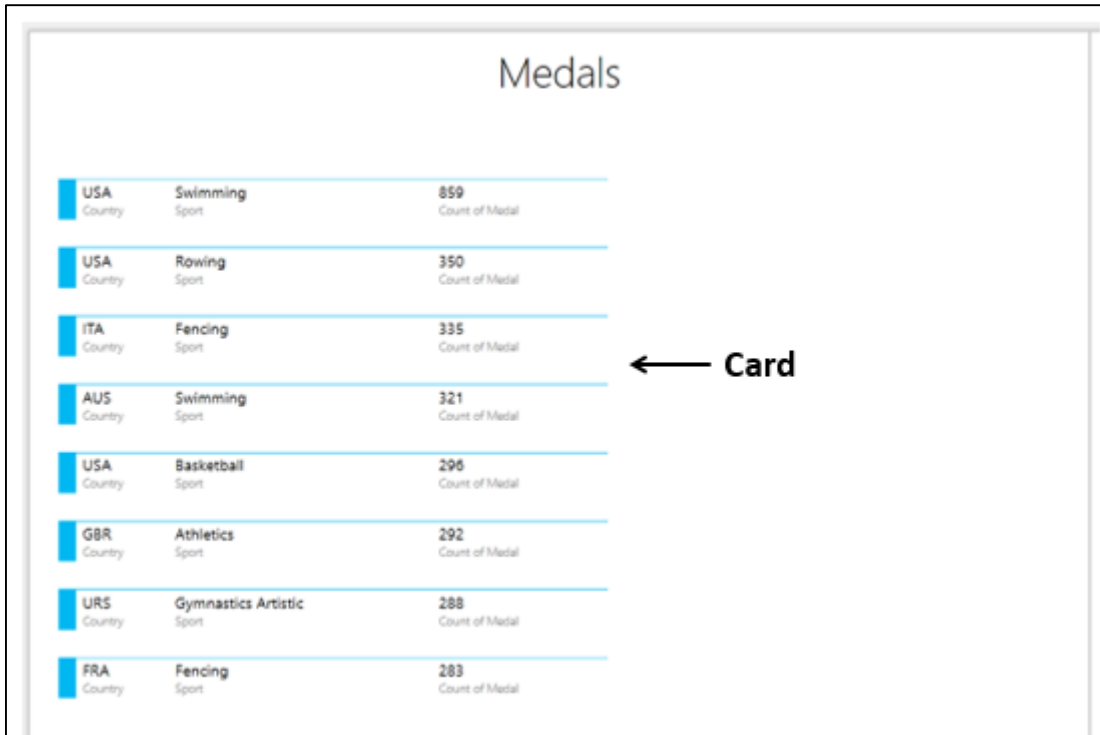 Medals
USA Swimming 859
Country Sport Count of Medal
USA Rowing 350
Country Sport Count of Medal
ITA Fencing 335
Country Sport Count of Medal
Card
AUS Swimming 321
Country Sport Count of Medal
USA Basketball 296
Country Sport Count of Medal
GBR Athletics 292
Country Sport Count of Medal
URS Gymnastics Artistic 288
Country Sport Count of Medal
FRA Fencing 283
Country Sport Count of Medal